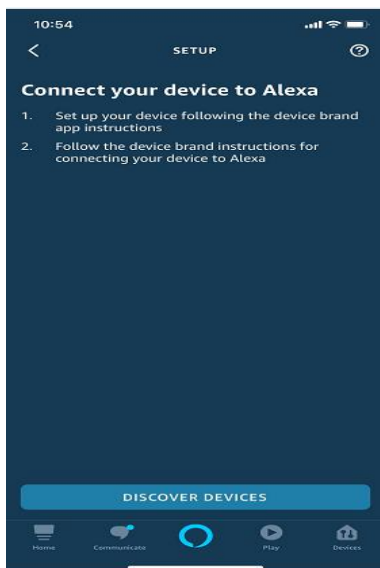 10:54
SETUP
Connect your device to Alexa
1. Set up your device following the device brand
app instructions
2. Follow the device brand instructions for
connecting your device to Alexa
DISCOVER DEVICES
Home Communicate Play Devices